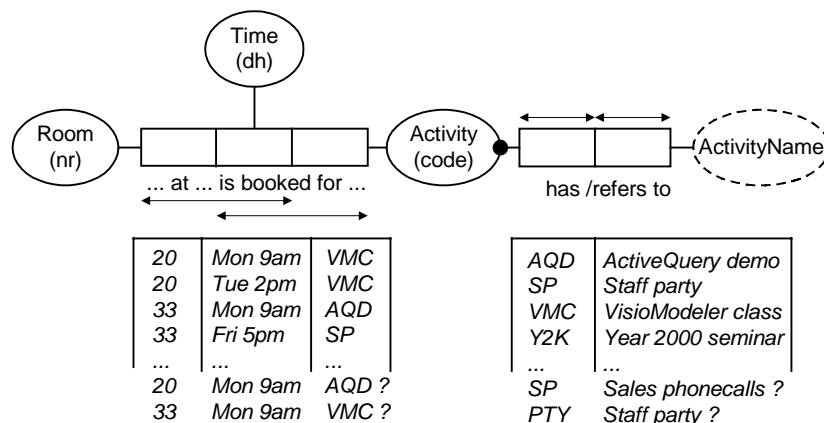 Time
(dh)
Room
(nr)
Activity
(code)
ActivityName
... at ... is booked for ...
has /refers to
20 Mon 9am VMC
20 Tue 2pm VMC
33 Mon 9am AQD
33 Fri 5pm SP
... ... ...
20 Mon 9am AQD ?
33 Mon 9am VMC ?
AQD ActiveQuery demo
SP Staff party
VMC VisioModeler class
Y2K Year 2000 seminar
... ...
SP Sales phonecalls ?
PTY Staff party ?